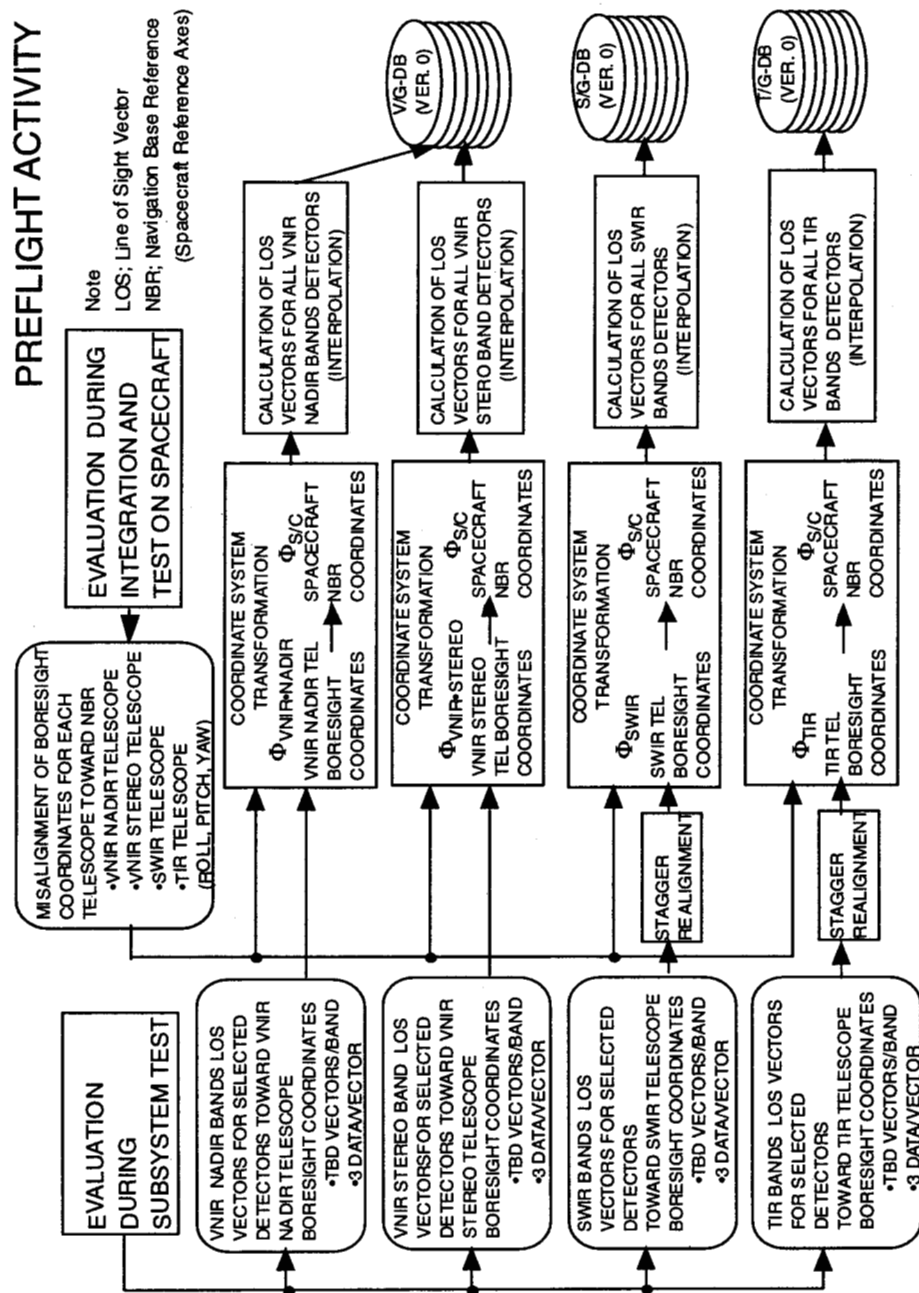 PREFLIGHT ACTIVITY
Note
LOS; Line of Sight Vector
NBR; Navigation Base Reference
(Spacecraft Reference Axes)
EVALUATION DURING
INTEGRATION AND
TEST ON SPACECRAFT
MISALIGNMENT OF BORESIGHT
COORDINATES FOR EACH
TELESCOPE TOWARD NBR
•VNIR NADIR TELESCOPE
•VNIR STEREO TELESCOPE
•SWIR TELESCOPE
•TIR TELESCOPE
(ROLL, PITCH, YAW)
EVALUATION
DURING
SUBSYSTEM TEST
VNIR NADIR BANDS LOS
VECTORS FOR SELECTED
DETECTORS TOWARD VNIR
NADIR TELESCOPE
BORESIGHT COORDINATES
•TBD VECTORS/BAND
•3 DATA/VECTOR
COORDINATE SYSTEM
TRANSFORMATION
ΦVNIR•NADIR ΦS/C
VNIR NADIR TEL SPACECRAFT
BORESIGHT NBR
COORDINATES COORDINATES
CALCULATION OF LOS
VECTORS FOR ALL VNIR
NADIR BANDS DETECTORS
(INTERPOLATION)
V/G-DB
(VER. 0)
VNIR STEREO BAND LOS
VECTORSFOR SELECTED
DETECTORS TOWARD VNIR
STEREO TELESCOPE
BORESIGHT COORDINATES
•TBD VECTORS/BAND
•3 DATA/VECTOR
COORDINATE SYSTEM
TRANSFORMATION
ΦVNIR•STEREO ΦS/C
VNIR STEREO SPACECRAFT
TEL BORESIGHT NBR
COORDINATES COORDINATES
CALCULATION OF LOS
VECTORS FOR ALL VNIR
STERO BAND DETECTORS
(INTERPOLATION)
SWIR BANDS LOS
VECTORS FOR SELECTED
DETECTORS
TOWARD SWIR TELESCOPE
BORESIGHT COORDINATES
•TBD VECTORS/BAND
•3 DATA/VECTOR
STAGGER
REALIGNMENT
COORDINATE SYSTEM
TRANSFORMATION
ΦSWIR ΦS/C
SWIR TEL SPACECRAFT
BORESIGHT NBR
COORDINATES COORDINATES
CALCULATION OF LOS
VECTORS FOR ALL SWIR
BANDS DETECTORS
(INTERPOLATION)
S/G-DB
(VER. 0)
TIR BANDS LOS VECTORS
FOR SELECTED
DETECTORS
TOWARD TIR TELESCOPE
BORESIGHT COORDINATES
•TBD VECTORS/BAND
•3 DATA/VECTOR
STAGGER
REALIGNMENT
COORDINATE SYSTEM
TRANSFORMATION
ΦTIR ΦS/C
TIR TEL SPACECRAFT
BORESIGHT NBR
COORDINATES COORDINATES
CALCULATION OF LOS
VECTORS FOR ALL TIR
BANDS DETECTORS
(INTERPOLATION)
T/G-DB
(VER. 0)